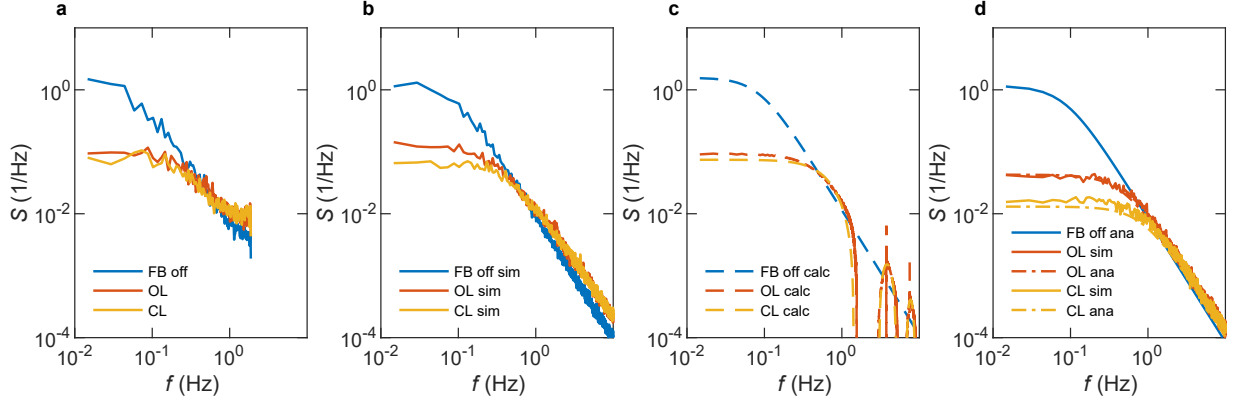 a
S (1/Hz)
10^0
10^-2
10^-4
FB off
OL
CL
10^-2
10^-1
10^0
f (Hz)
b
S (1/Hz)
10^0
10^-2
10^-4
FB off sim
OL sim
CL sim
10^-2
10^-1
10^0
f (Hz)
c
S (1/Hz)
10^0
10^-2
10^-4
FB off calc
OL calc
CL calc
10^-2
10^-1
10^0
f (Hz)
d
S (1/Hz)
10^0
10^-2
10^-4
FB off ana
OL sim
OL ana
CL sim
CL ana
10^-2
10^-1
10^0
f (Hz)